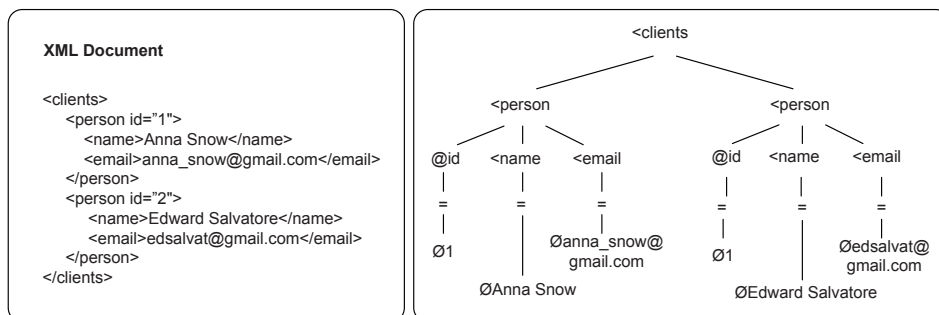 XML Document
<clients>
<person id="1">
<name>Anna Snow</name>
<email>anna_snow@gmail.com</email>
</person>
<person id="2">
<name>Edward Salvatore</name>
<email>edsalvat@gmail.com</email>
</person>
</clients>
<clients
<person <person
@id <name <email @id <name <email
= = = = = =
Ø1 Øanna_snow@ Ø1 Øedsalvat@
gmail.com gmail.com
ØAnna Snow ØEdward Salvatore